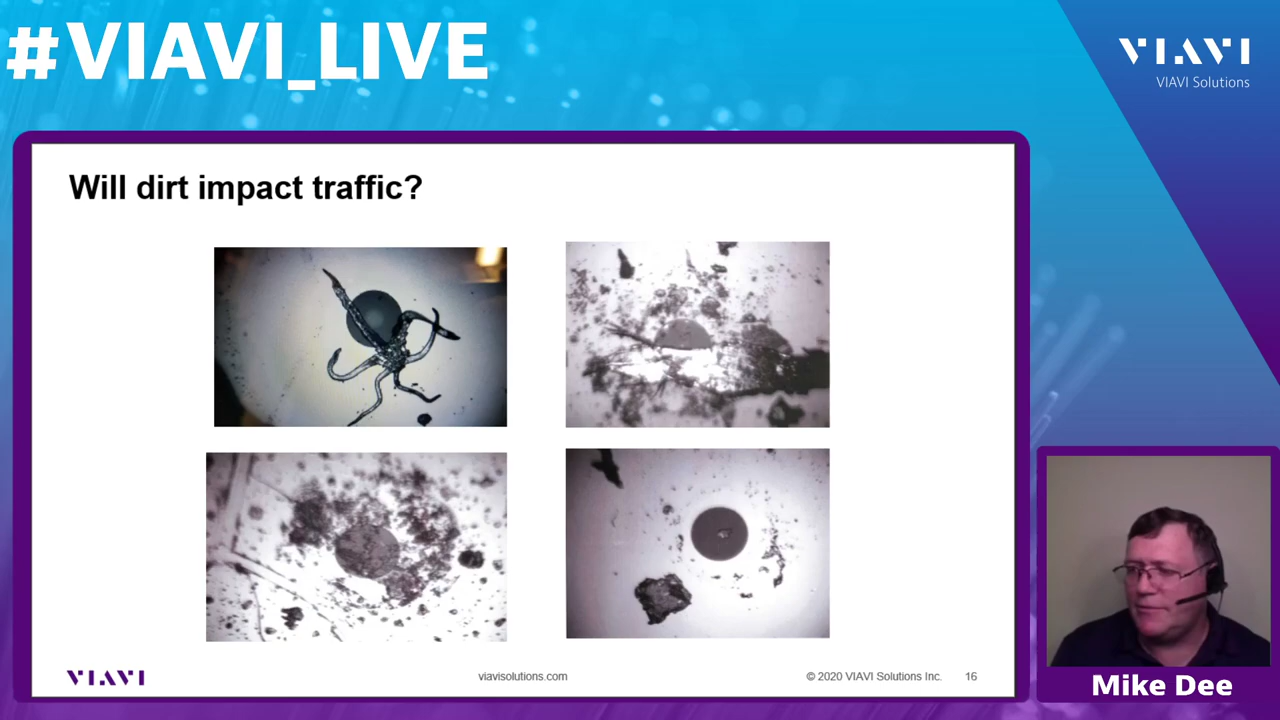 #VIAVI_LIVE
VIAVI
VIAVI Solutions
Will dirt impact traffic?
VIAVI
viavisolutions.com
© 2020 VIAVI Solutions Inc.
16
Mike Dee